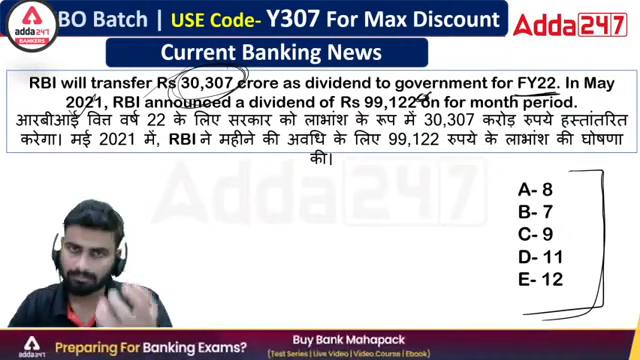 BO Batch | USE Code- Y307 For Max Discount
Adda247
Adda247
BANKERS
Current Banking News
RBI will transfer Rs 30,307 crore as dividend to government for FY22. In May
2021, RBI announced a dividend of Rs 99,122 on for month period.
आरबीआई वित्त वर्ष 22 के लिए सरकार को लाभांश के रूप में 30,307 करोड़ रुपये हस्तांतरित
करेगा। मई 2021 में, RBI ने महीने की अवधि के लिए 99,122 रुपये के लाभांश की घोषणा
की।
Adda247
A- 8
B- 7
C- 9
D- 11
E- 12
Preparing For Banking Exams?
Buy Bank Mahapack
(Test Series | Live Video | Video Course | Ebook)